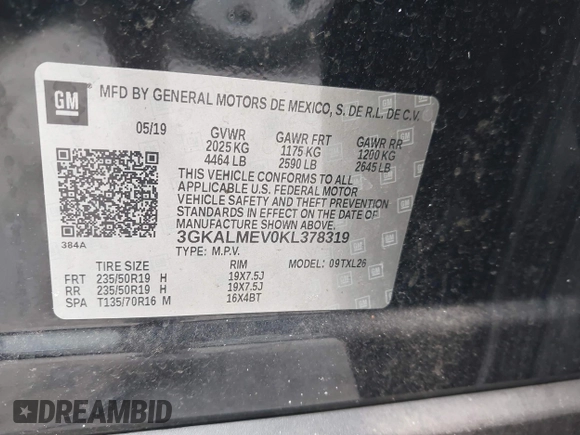 GM
MFD BY GENERAL MOTORS DE MEXICO, S. DE R.L. DE C.V.
05/19 GVWR GAWR FRT GAWR RR
2025 KG 1175 KG 1200 KG
4464 LB 2590 LB 2645 LB
THIS VEHICLE CONFORMS TO ALL
APPLICABLE U.S. FEDERAL MOTOR
VEHICLE SAFETY AND THEFT PREVENTION
STANDARDS IN EFFECT ON THE DATE OF
MANUFACTURE SHOWN ABOVE.
384A
3GKALMEV0KL378319
TYPE: M.P.V. MODEL: 09TXL26
TIRE SIZE RIM
FRT 235/50R19 H 19X7.5J
RR 235/50R19 H 19X7.5J
SPA T135/70R16 M 16X4BT
DREAMBID